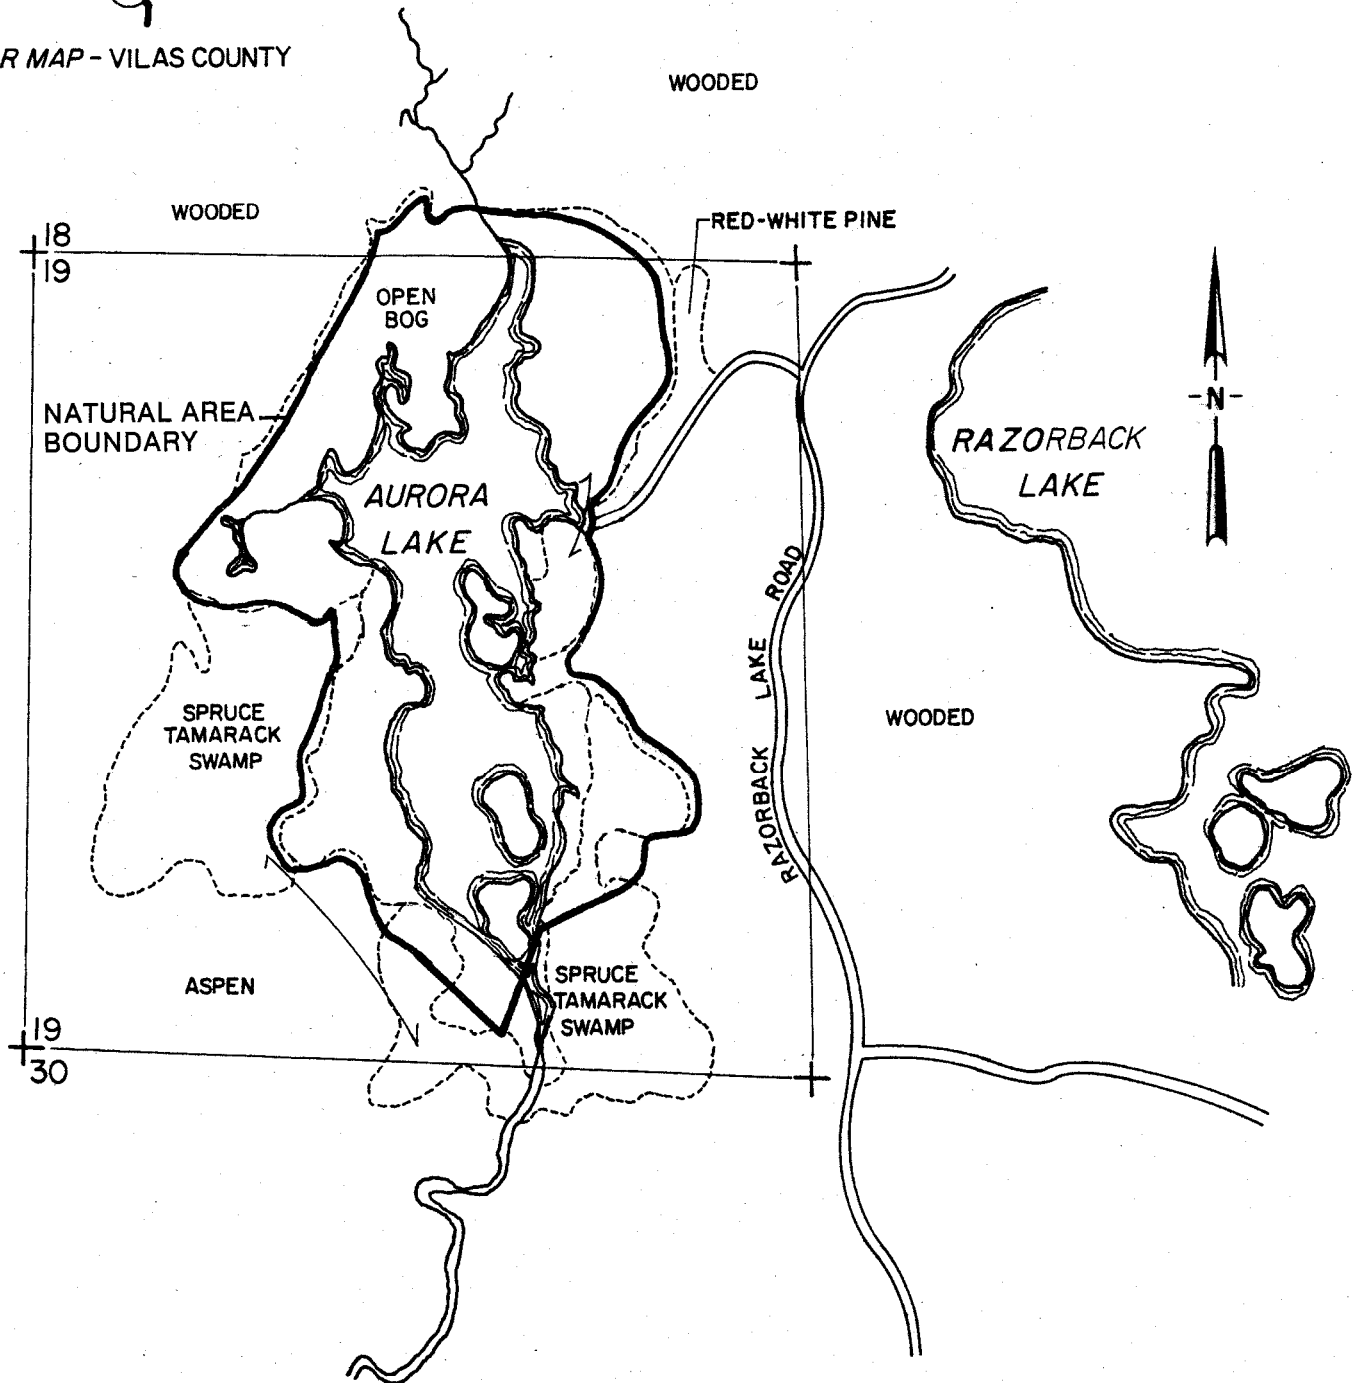 R MAP - VILAS COUNTY
WOODED
WOODED
RED-WHITE PINE
18
19
OPEN
BOG
N
NATURAL AREA
BOUNDARY
RAZORBACK
LAKE
AURORA
LAKE
RAZORBACK LAKE ROAD
SPRUCE
TAMARACK
SWAMP
WOODED
ASPEN
SPRUCE
TAMARACK
SWAMP
19
30